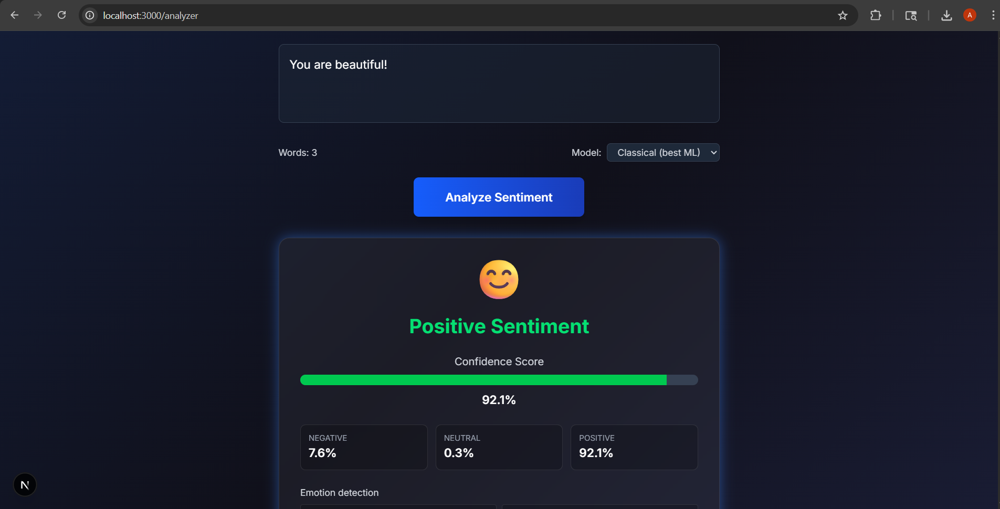 localhost:3000/analyzer
A
You are beautiful!
Words: 3
Model: Classical (best ML)
Analyze Sentiment
Positive Sentiment
Confidence Score
92.1%
NEGATIVE NEUTRAL POSITIVE
7.6% 0.3% 92.1%
N
Emotion detection